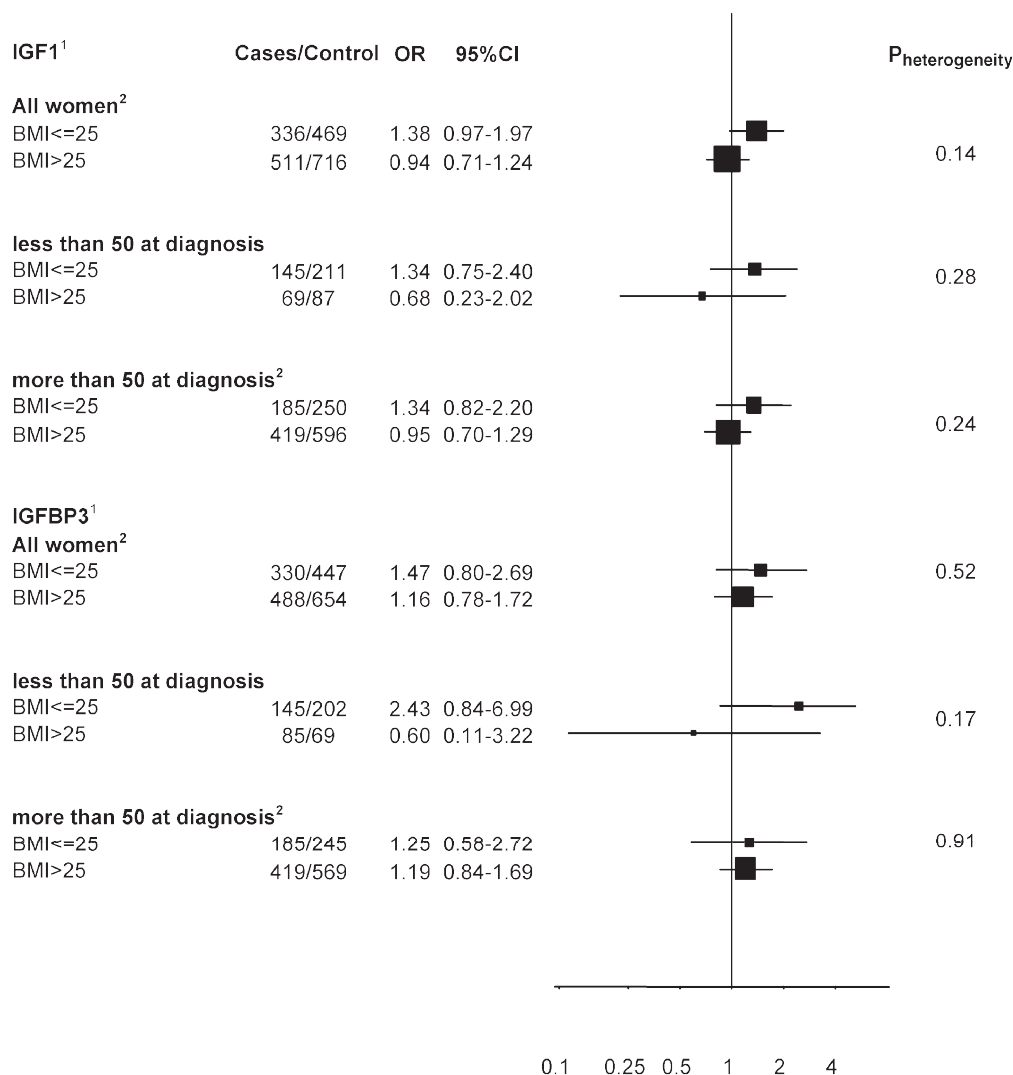 IGF1¹ Cases/Control OR 95%CI P heterogeneity
All women²
BMI<=25 336/469 1.38 0.97-1.97
BMI>25 511/716 0.94 0.71-1.24
0.14
less than 50 at diagnosis
BMI<=25 145/211 1.34 0.75-2.40
BMI>25 69/87 0.68 0.23-2.02
0.28
more than 50 at diagnosis²
BMI<=25 185/250 1.34 0.82-2.20
BMI>25 419/596 0.95 0.70-1.29
0.24
IGFBP3¹
All women²
BMI<=25 330/447 1.47 0.80-2.69 0.52
BMI>25 488/654 1.16 0.78-1.72
less than 50 at diagnosis
BMI<=25 145/202 2.43 0.84-6.99
BMI>25 85/69 0.60 0.11-3.22
0.17
more than 50 at diagnosis²
BMI<=25 185/245 1.25 0.58-2.72 0.91
BMI>25 419/569 1.19 0.84-1.69
0.1 0.25 0.5 1 2 4